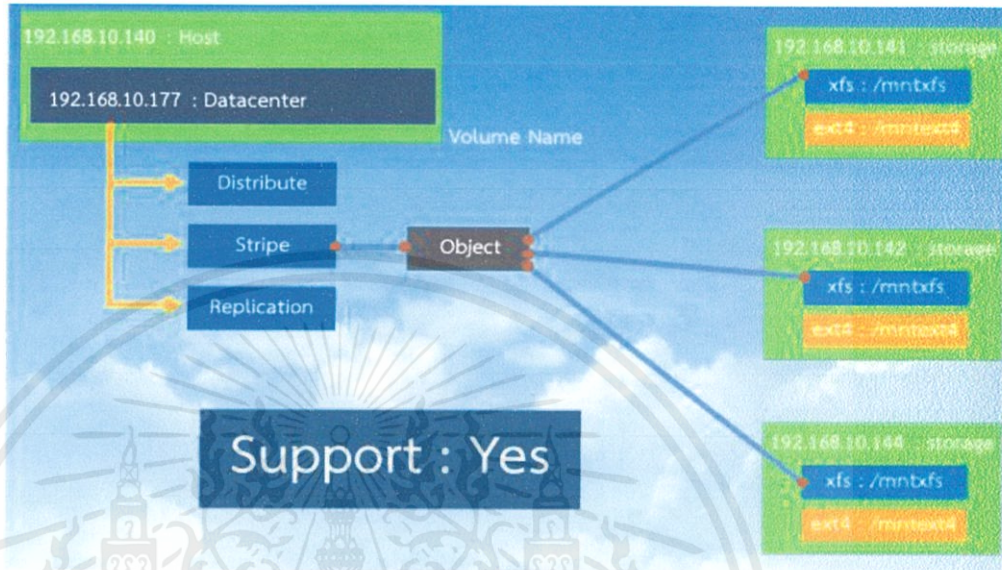 192.168.10.140 : Host
192.168.10.177 : Datacenter
Volume Name
Distribute
Stripe
Replication
Object
Support : Yes
192.168.10.141 : storage
xfs : /mntxfs
ext4 : /mntext4
192.168.10.142 : storage
xfs : /mntxfs
ext4 : /mntext4
192.168.10.144 : storage
xfs : /mntxfs
ext4 : /mntext4